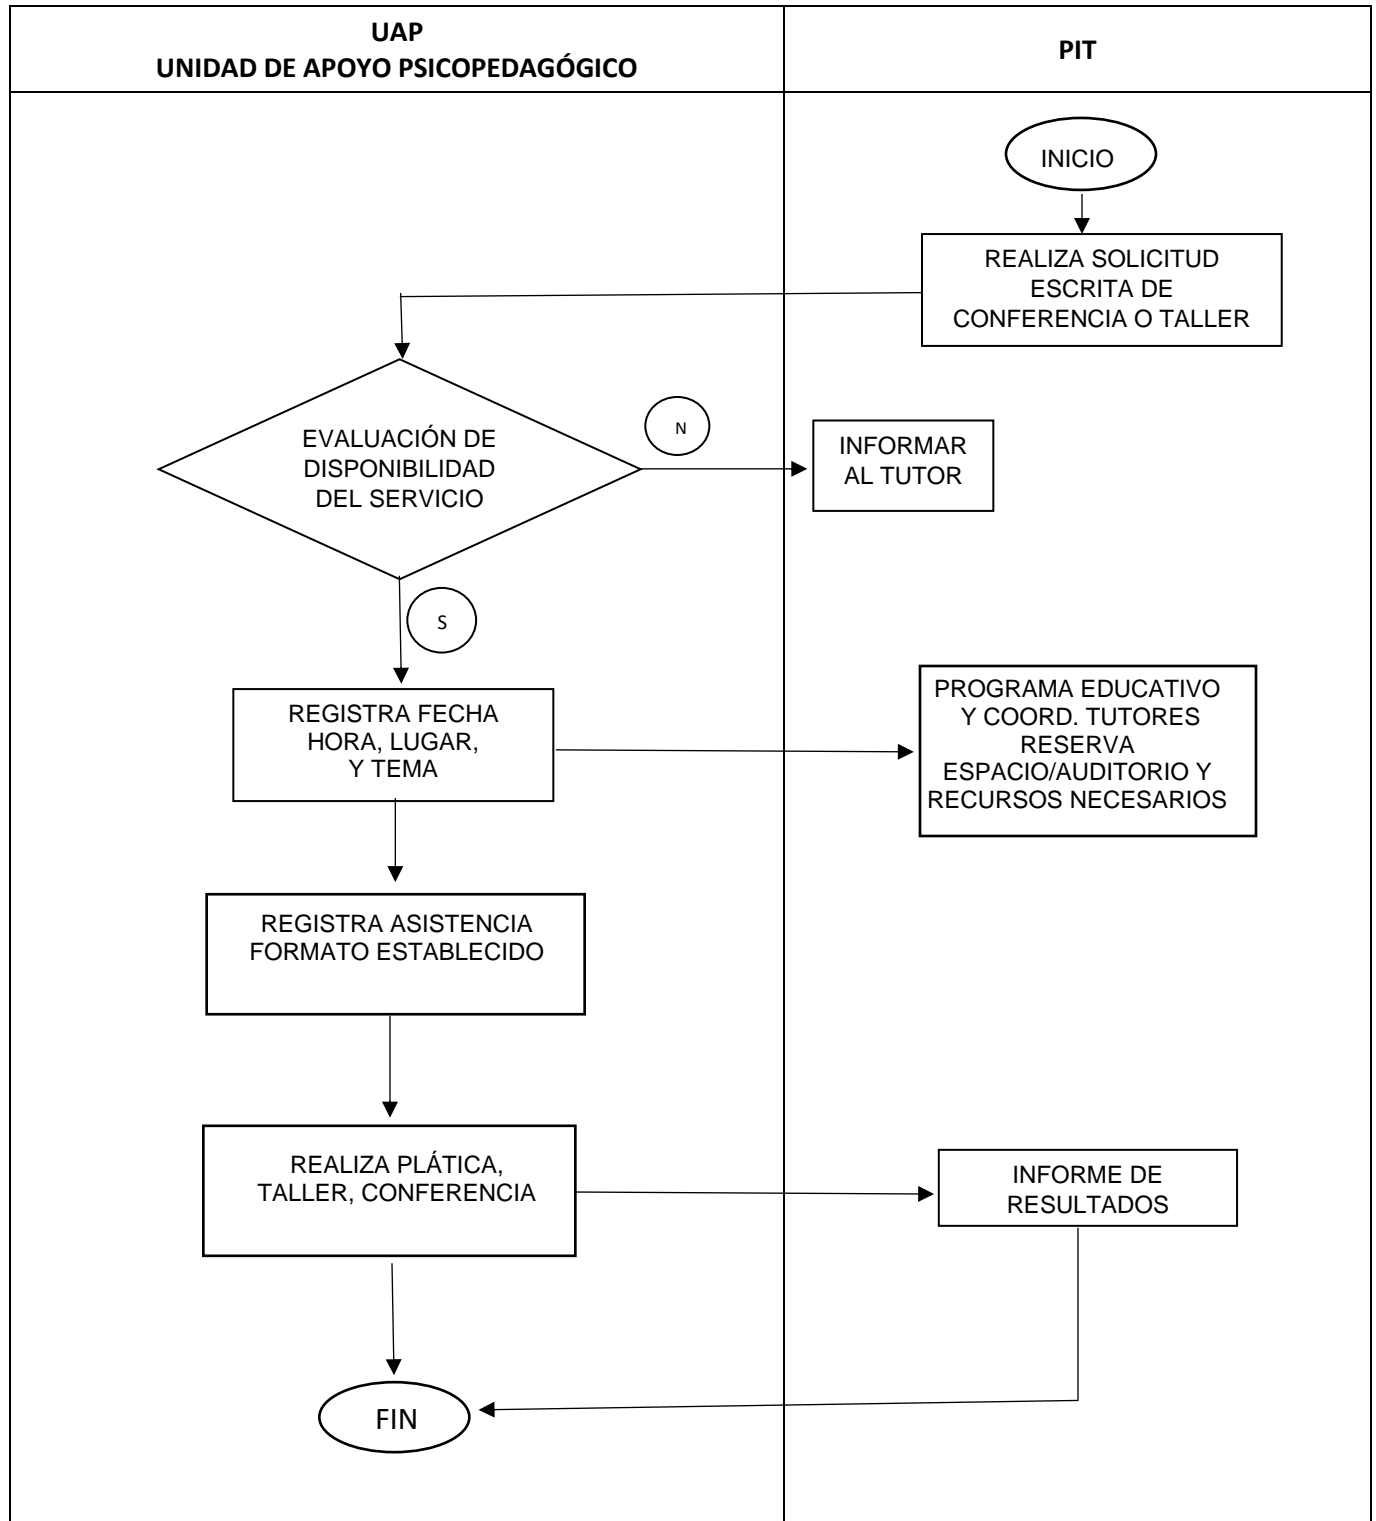 UAP
UNIDAD DE APOYO PSICOPEDAGÓGICO
PIT
INICIO
REALIZA SOLICITUD
ESCRITA DE
CONFERENCIA O TALLER
EVALUACIÓN DE
DISPONIBILIDAD
DEL SERVICIO
N
INFORMAR
AL TUTOR
S
REGISTRA FECHA
HORA, LUGAR,
Y TEMA
PROGRAMA EDUCATIVO
Y COORD. TUTORES
RESERVA
ESPACIO/AUDITORIO Y
RECURSOS NECESARIOS
REGISTRA ASISTENCIA
FORMATO ESTABLECIDO
REALIZA PLÁTICA,
TALLER, CONFERENCIA
INFORME DE
RESULTADOS
FIN